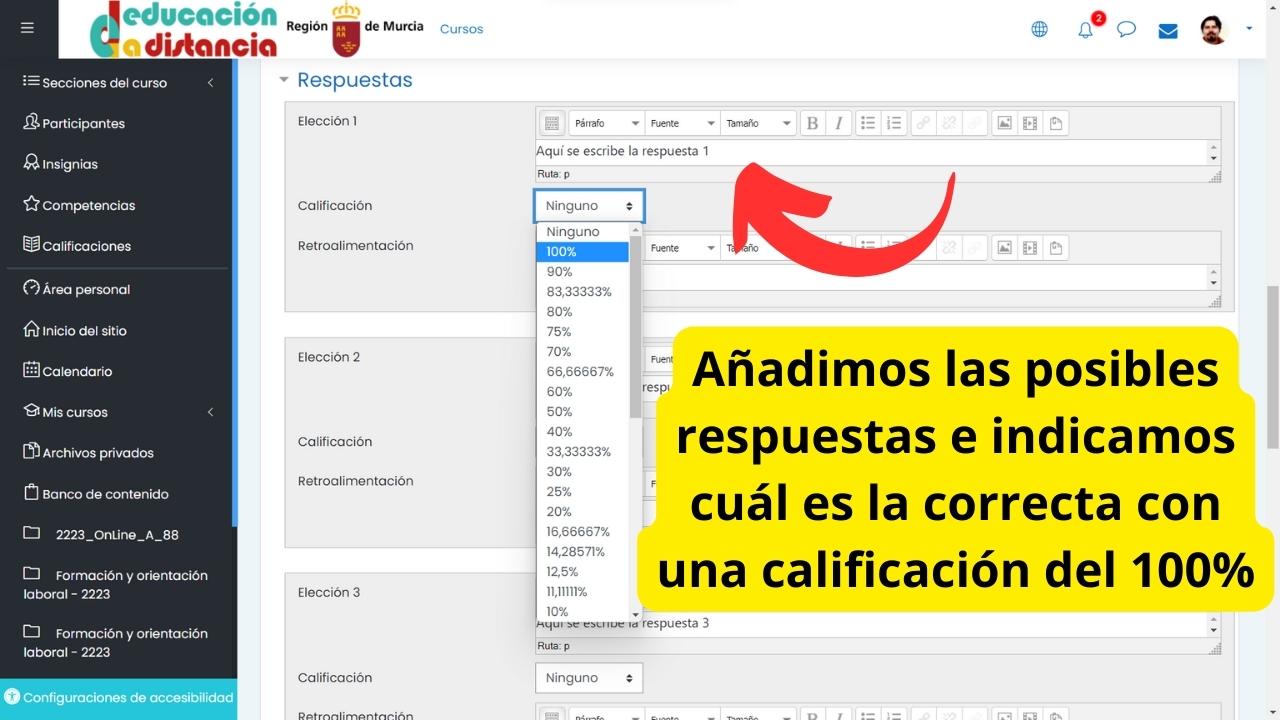 educación
a distancia
Región de Murcia
Cursos
2
Secciones del curso
Participantes
Insignias
Competencias
Calificaciones
Área personal
Inicio del sitio
Calendario
Mis cursos
Archivos privados
Banco de contenido
2223_OnLine_A_88
Formación y orientación
laboral - 2223
Formación y orientación
laboral - 2223
Configuraciones de accesibilidad
Respuestas
Elección 1
Párrafo Fuente Tamaño B I
Aquí se escribe la respuesta 1
Ruta: p
Calificación
Ninguno
Retroalimentación
Fuente
Ninguno
100%
90%
83,33333%
80%
75%
70%
66,66667%
60%
50%
40%
33,33333%
30%
25%
20%
16,66667%
14,28571%
12,5%
11,11111%
10%
Elección 2
Calificación
Retroalimentación
Añadimos las posibles
respuestas e indicamos
cuál es la correcta con
una calificación del 100%
Elección 3
Aquí se escribe la respuesta 3
Ruta: p
Calificación
Ninguno
Retroalimentación
Párrafo Fuente Tamaño B I